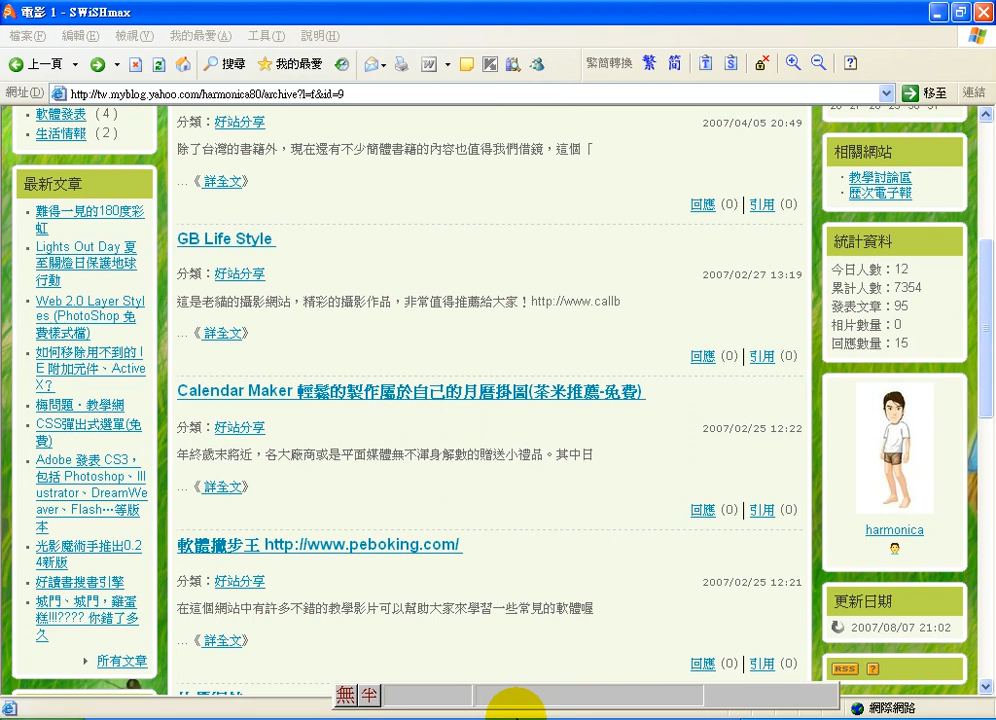 電影 1 - SWiSHmax
檔案(F) 編輯(E) 檢視(V) 我的最愛(A) 工具(T) 說明(H)
上一頁 搜尋 我的最愛 繁簡轉換 繁 简
網址(D) http://tw.myblog.yahoo.com/harmonica80/archive?l=f&id=9 移至 連結
軟體發表 (4)
生活情報 (2)
最新文章
難得一見的180度彩
虹
Lights Out Day 夏
至關燈日保護地球
行動
Web 2.0 Layer Styl
es (PhotoShop 免
費樣式檔)
如何移除用不到的 I
E 附加元件、Active
X?
梅問題．教學網
CSS彈出式選單(免
費)
Adobe 發表 CS3，
包括 Photoshop、Ill
ustrator、DreamWe
aver、Flash…等版
本
光影魔術手推出0.2
4新版
好讀書搜書引擎
城門、城門，雞蛋
糕!!!???? 你錯了多
久
所有文章
分類：好站分享 2007/04/05 20:49
除了台灣的書籍外，現在還有不少簡體書籍的內容也值得我們借鏡，這個「
...《詳全文》
回應 (0) | 引用 (0)
GB Life Style
分類：好站分享 2007/02/27 13:19
這是老貓的攝影網站，精彩的攝影作品，非常值得推薦給大家！http://www.callb
...《詳全文》
回應 (0) | 引用 (0)
Calendar Maker 輕鬆的製作屬於自己的月曆掛圖(茶米推薦-免費)
分類：好站分享 2007/02/25 12:22
年終歲末將近，各大廠商或是平面媒體無不渾身解數的贈送小禮品。其中日
...《詳全文》
回應 (0) | 引用 (0)
軟體撇步王 http://www.peboking.com/
分類：好站分享 2007/02/25 12:21
在這個網站中有許多不錯的教學影片可以幫助大家來學習一些常見的軟體喔
...《詳全文》
回應 (0) | 引用 (0)
相關網站
教學討論區
歷次電子報
統計資料
今日人數：12
累計人數：7354
發表文章：95
相片數量：0
回應數量：15
harmonica
更新日期
2007/08/07 21:02
RSS ?
無 半
網際網路